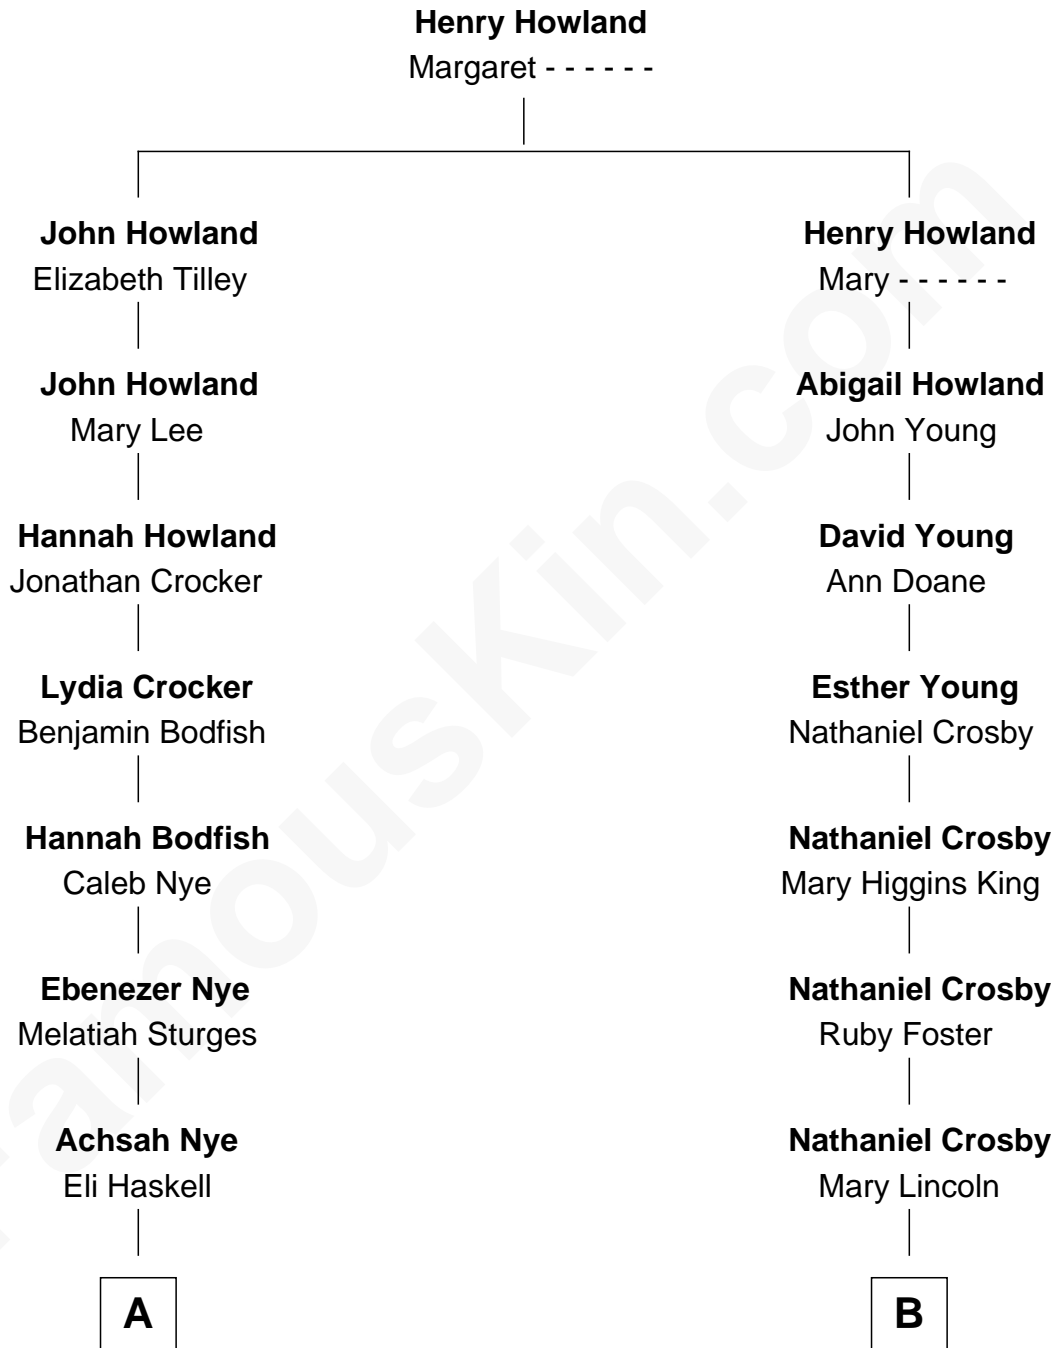 Henry Howland
Margaret - - - - - -
John Howland
Elizabeth Tilley
Henry Howland
Mary - - - - - -
John Howland
Mary Lee
Abigail Howland
John Young
Hannah Howland
Jonathan Crocker
David Young
Ann Doane
Lydia Crocker
Benjamin Bodfish
Esther Young
Nathaniel Crosby
Hannah Bodfish
Caleb Nye
Nathaniel Crosby
Mary Higgins King
Ebenezer Nye
Melatiah Sturges
Nathaniel Crosby
Ruby Foster
Achsah Nye
Eli Haskell
Nathaniel Crosby
Mary Lincoln
A
B
FamousKin.com